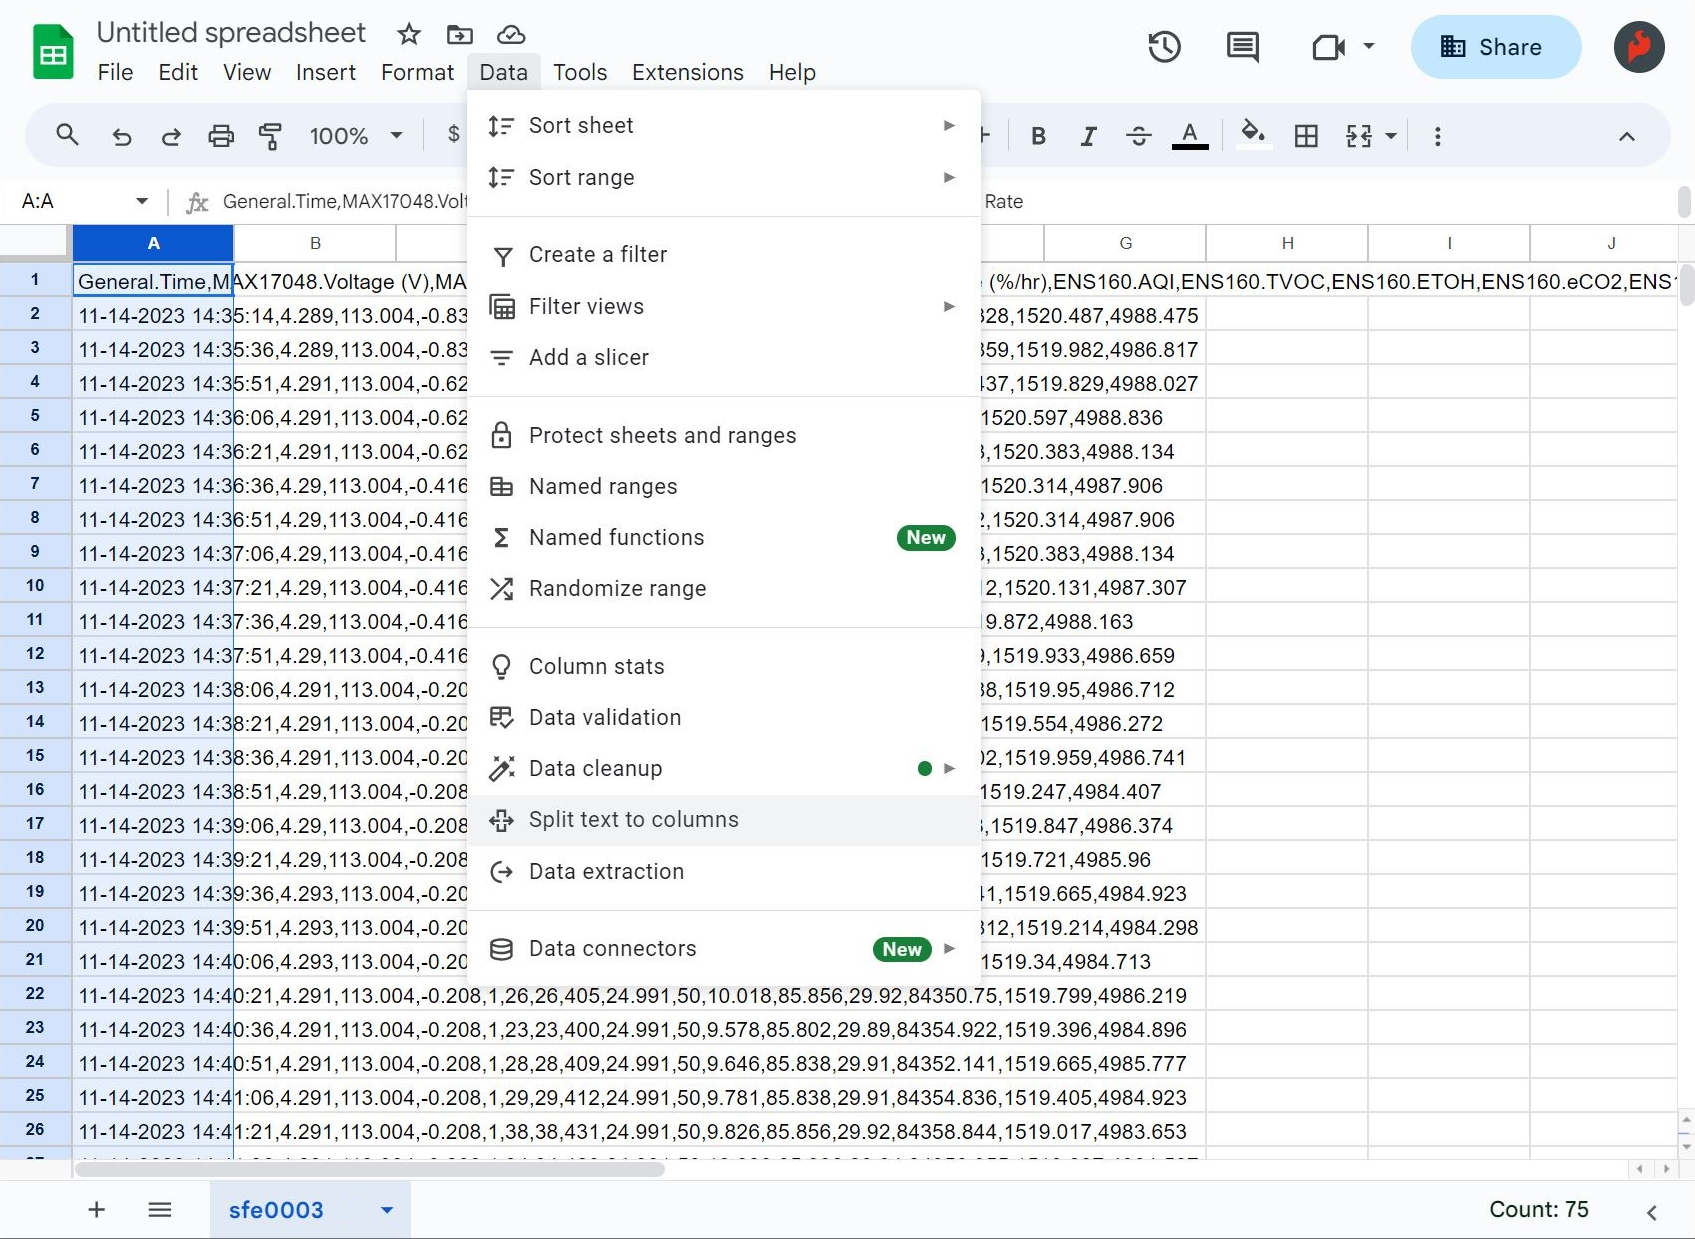 Untitled spreadsheet
File Edit View Insert Format Data Tools Extensions Help
Share
100% $ B I A
A:A fx General.Time,MAX17048.Volt Rate
Sort sheet
Sort range
Create a filter
Filter views
Add a slicer
Protect sheets and ranges
Named ranges
Named functions New
Randomize range
Column stats
Data validation
Data cleanup
Split text to columns
Data extraction
Data connectors New
A B G H I J
1 General.Time,MAX17048.Voltage (V),MA (%/hr),ENS160.AQI,ENS160.TVOC,ENS160.ETOH,ENS160.eCO2,ENS1
2 11-14-2023 14:35:14,4.289,113.004,-0.83 28,1520.487,4988.475
3 11-14-2023 14:35:36,4.289,113.004,-0.83 359,1519.982,4986.817
4 11-14-2023 14:35:51,4.291,113.004,-0.62 37,1519.829,4988.027
5 11-14-2023 14:36:06,4.291,113.004,-0.62 1520.597,4988.836
6 11-14-2023 14:36:21,4.291,113.004,-0.62 ,1520.383,4988.134
7 11-14-2023 14:36:36,4.29,113.004,-0.416 1520.314,4987.906
8 11-14-2023 14:36:51,4.29,113.004,-0.416 ,1520.314,4987.906
9 11-14-2023 14:37:06,4.29,113.004,-0.416 ,1520.383,4988.134
10 11-14-2023 14:37:21,4.29,113.004,-0.416 2,1520.131,4987.307
11 11-14-2023 14:37:36,4.29,113.004,-0.416 9.872,4988.163
12 11-14-2023 14:37:51,4.29,113.004,-0.416 ,1519.933,4986.659
13 11-14-2023 14:38:06,4.291,113.004,-0.20 8,1519.95,4986.712
14 11-14-2023 14:38:21,4.291,113.004,-0.20 1519.554,4986.272
15 11-14-2023 14:38:36,4.291,113.004,-0.20 2,1519.959,4986.741
16 11-14-2023 14:38:51,4.29,113.004,-0.208 1519.247,4984.407
17 11-14-2023 14:39:06,4.29,113.004,-0.208 ,1519.847,4986.374
18 11-14-2023 14:39:21,4.29,113.004,-0.208 1519.721,4985.96
19 11-14-2023 14:39:36,4.293,113.004,-0.20 1,1519.665,4984.923
20 11-14-2023 14:39:51,4.293,113.004,-0.20 312,1519.214,4984.298
21 11-14-2023 14:40:06,4.293,113.004,-0.20 1519.34,4984.713
22 11-14-2023 14:40:21,4.291,113.004,-0.208,1,26,26,405,24.991,50,10.018,85.856,29.92,84350.75,1519.799,4986.219
23 11-14-2023 14:40:36,4.291,113.004,-0.208,1,23,23,400,24.991,50,9.578,85.802,29.89,84354.922,1519.396,4984.896
24 11-14-2023 14:40:51,4.291,113.004,-0.208,1,28,28,409,24.991,50,9.646,85.838,29.91,84352.141,1519.665,4985.777
25 11-14-2023 14:41:06,4.291,113.004,-0.208,1,29,29,412,24.991,50,9.781,85.838,29.91,84354.836,1519.405,4984.923
26 11-14-2023 14:41:21,4.291,113.004,-0.208,1,38,38,431,24.991,50,9.826,85.856,29.92,84358.844,1519.017,4983.653
sfe0003
Count: 75